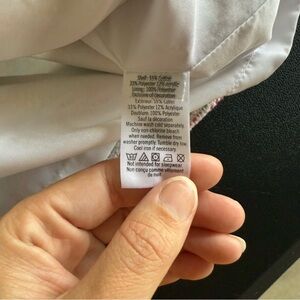 Shell: 55% Cotton
33% Polyester 12% Acrylic
Lining: 100% Polyester
Exclusive of decoration
Extérieur: 55% Coton
33% Polyester 12% Acrylique
Doublure: 100% Polyester
Sauf la décoration
Machine wash cold separately.
Only non-chlorine bleach
when needed. Remove from
washer promptly. Tumble dry low.
Cool iron if necessary.
Not intended for sleepwear
Non conçu comme vêtement
de nuit